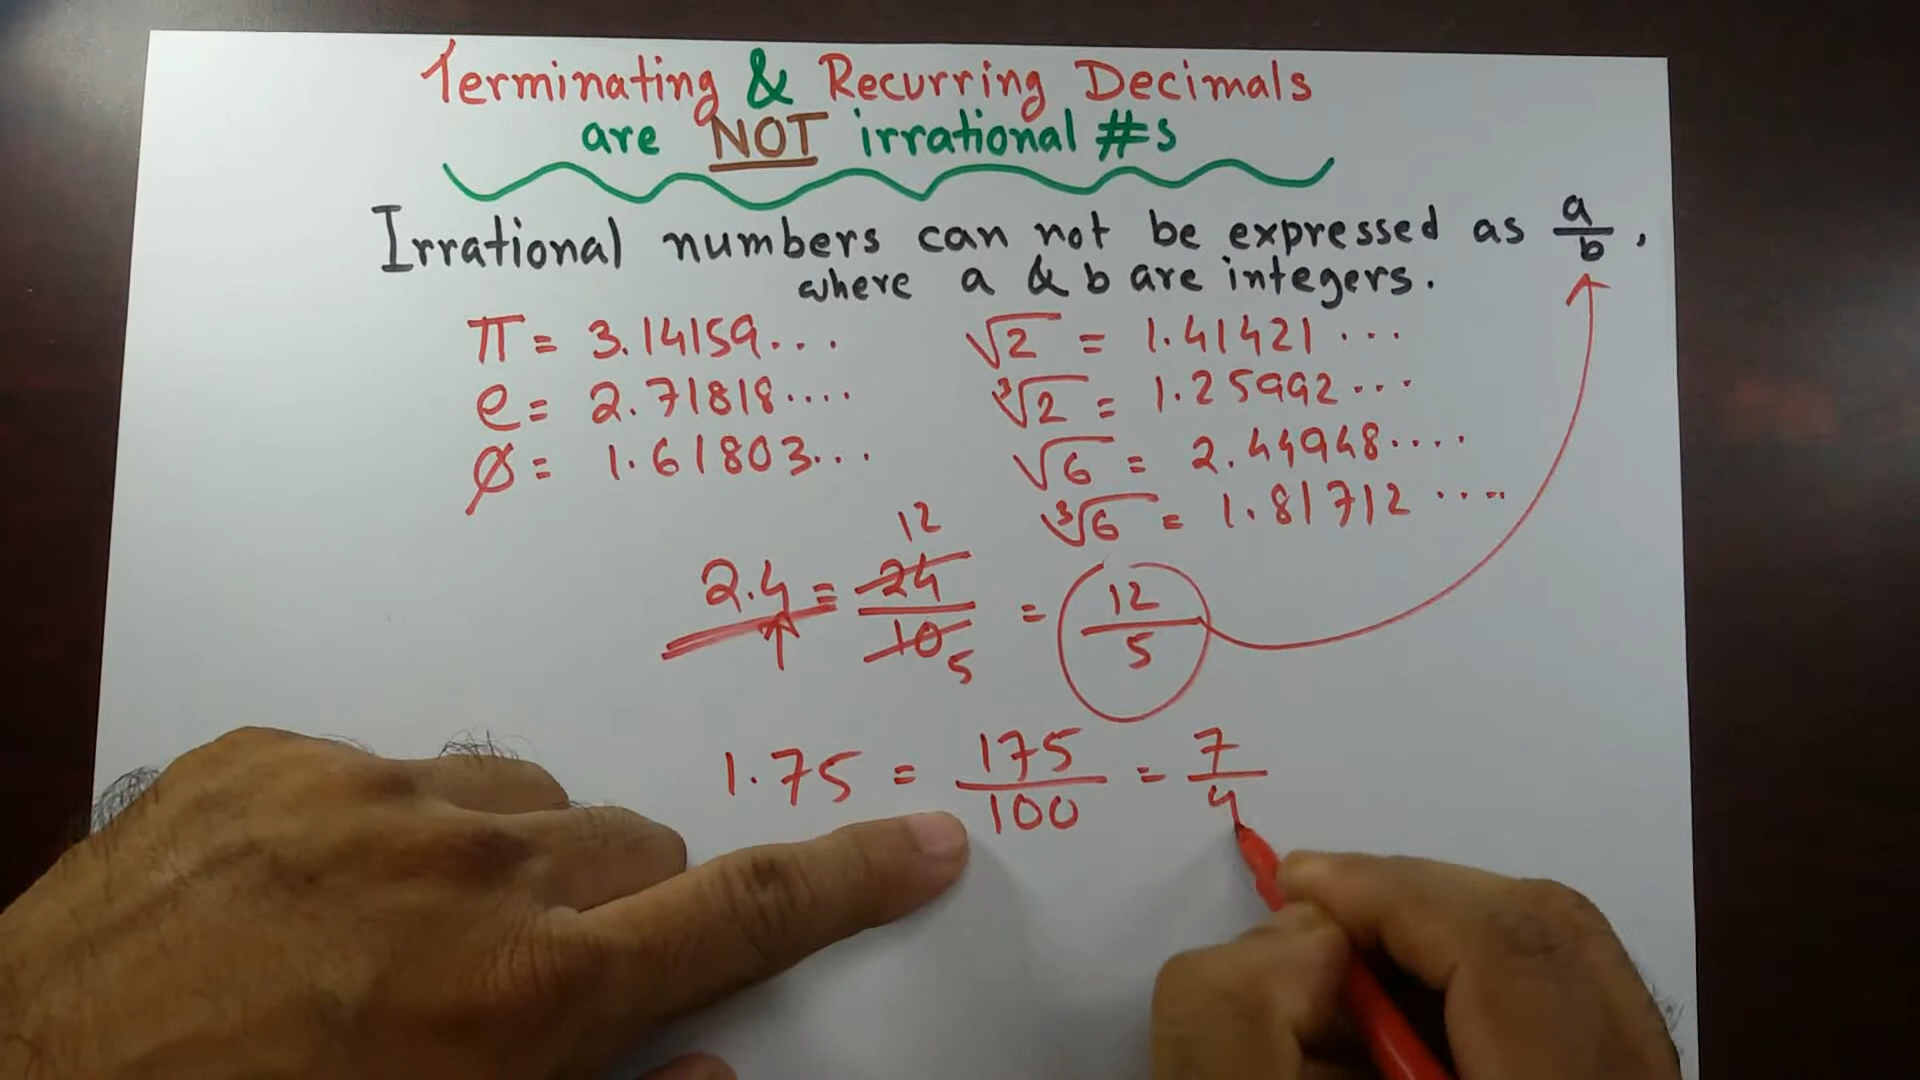 Terminating & Recurring Decimals
are NOT irrational #s
Irrational numbers can not be expressed as a/b,
where a & b are integers.
π = 3.14159...
e = 2.71818....
ø = 1.61803...
√2 = 1.41421...
∛2 = 1.25992...
√6 = 2.44948....
∛6 = 1.81712....
12
2.4 = 24/10 = 12/5
5
1.75 = 175/100 = 7/4